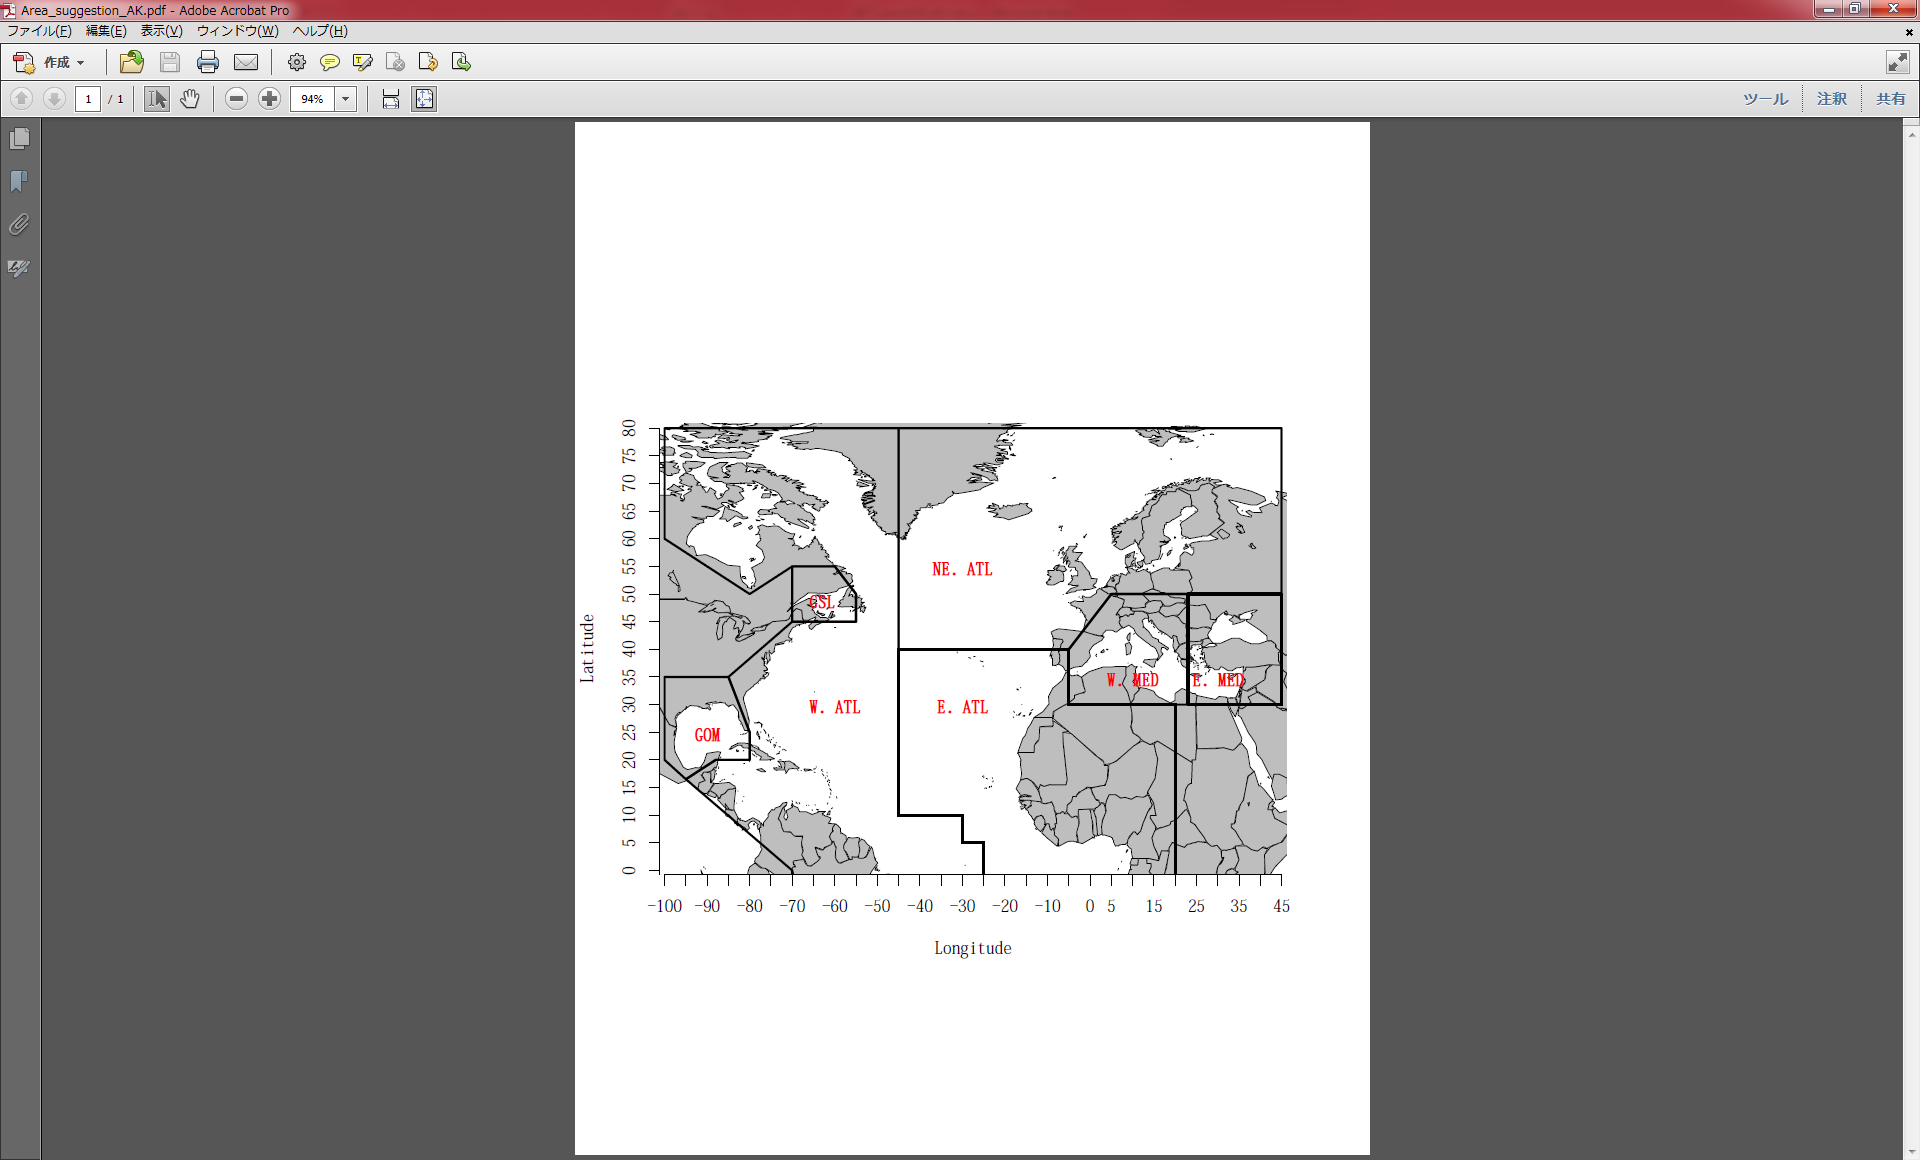 Area_suggestion_AK.pdf - Adobe Acrobat Pro
ファイル(F) 編集(E) 表示(V) ウィンドウ(W) ヘルプ(H)
作成
1 / 1 94% ツール 注釈 共有
80
75
70
65
60
55
50
45
40
35
30
25
20
15
10
5
0
Latitude
NE. ATL
GSL
W. MED
E. MED
W. ATL
E. ATL
GOM
-100 -90 -80 -70 -60 -50 -40 -30 -20 -10 0 5 15 25 35 45
Longitude